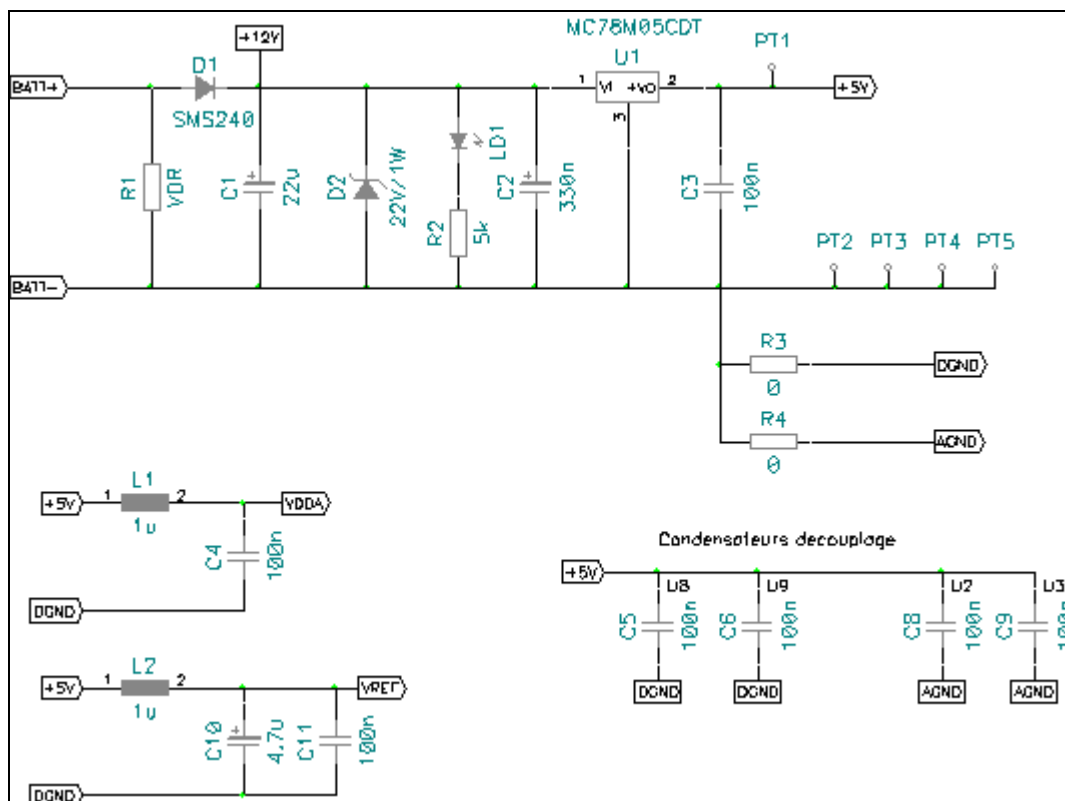 MC78M05CDT
+12V
U1
PT1
D1
BATT+
1
VI
+VO
2
+5V
SMS240
3
R1
VDR
C1
22u
D2
22V/1W
LD1
R2
5k
C2
330n
C3
100n
PT2 PT3 PT4 PT5
BATT-
R3
DGND
0
R4
AGND
0
L1
+5V
1
2
VDDA
1u
C4
100n
DGND
Condensateurs decouplage
+5V
U8
U9
U2
U3
C5
100n
C6
100n
C8
100n
C9
100n
DGND
DGND
AGND
AGND
L2
+5V
1
2
VREF
1u
C10
4.7u
C11
100n
DGND